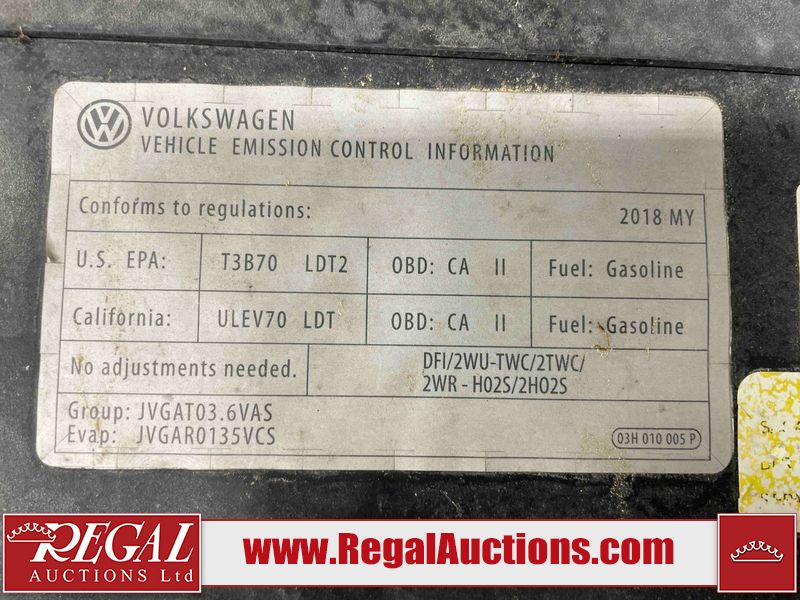 VOLKSWAGEN
VEHICLE EMISSION CONTROL INFORMATION
Conforms to regulations: 2018 MY
U.S. EPA: T3B70 LDT2 OBD: CA II Fuel: Gasoline
California: ULEV70 LDT OBD: CA II Fuel: Gasoline
No adjustments needed. DFI/2WU-TWC/2TWC/
2WR - HO2S/2HO2S
Group: JVGAT03.6VAS
Evap: JVGAR0135VCS 03H 010 005 P
REGAL
AUCTIONS Ltd
www.RegalAuctions.com